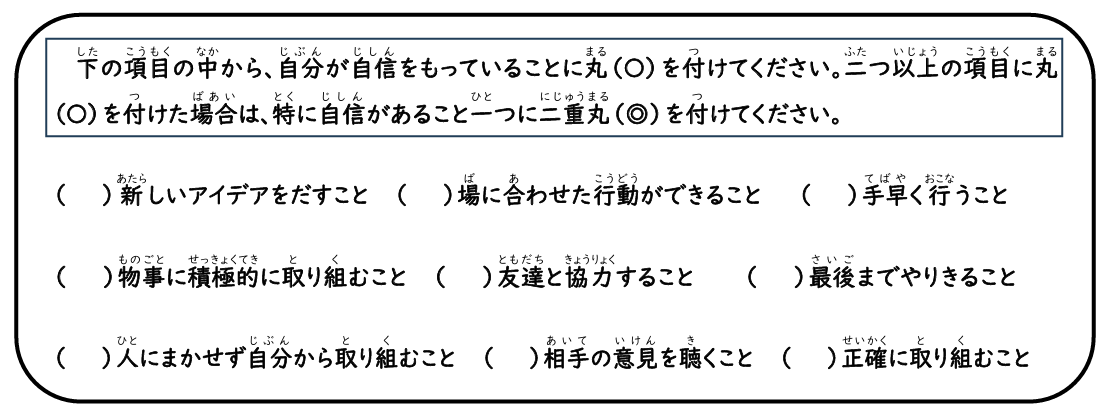 下の項目の中から、自分が自信をもっていることに丸(○)を付けてください。二つ以上の項目に丸
(○)を付けた場合は、特に自信があること一つに二重丸(◎)を付けてください。
(　)新しいアイデアをだすこと (　)場に合わせた行動ができること (　)手早く行うこと
(　)物事に積極的に取り組むこと (　)友達と協力すること (　)最後までやりきること
(　)人にまかせず自分から取り組むこと (　)相手の意見を聴くこと (　)正確に取り組むこと